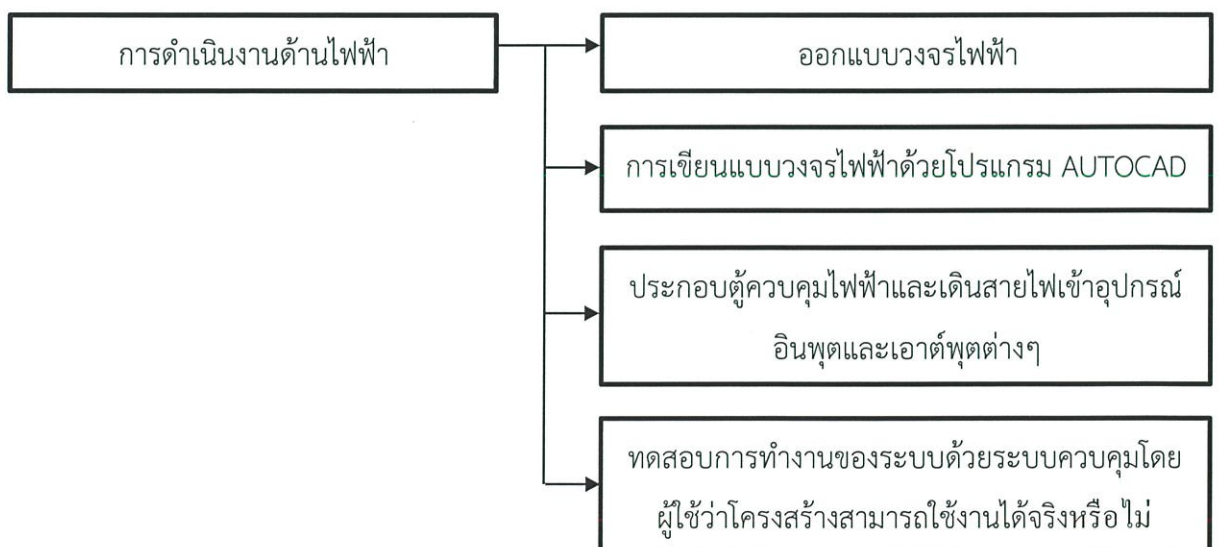 การดำเนินงานด้านไฟฟ้า
ออกแบบวงจรไฟฟ้า
การเขียนแบบวงจรไฟฟ้าด้วยโปรแกรม AUTOCAD
ประกอบตู้ควบคุมไฟฟ้าและเดินสายไฟเข้าอุปกรณ์
อินพุตและเอาต์พุตต่างๆ
ทดสอบการทำงานของระบบด้วยระบบควบคุมโดย
ผู้ใช้ว่าโครงสร้างสามารถใช้งานได้จริงหรือไม่